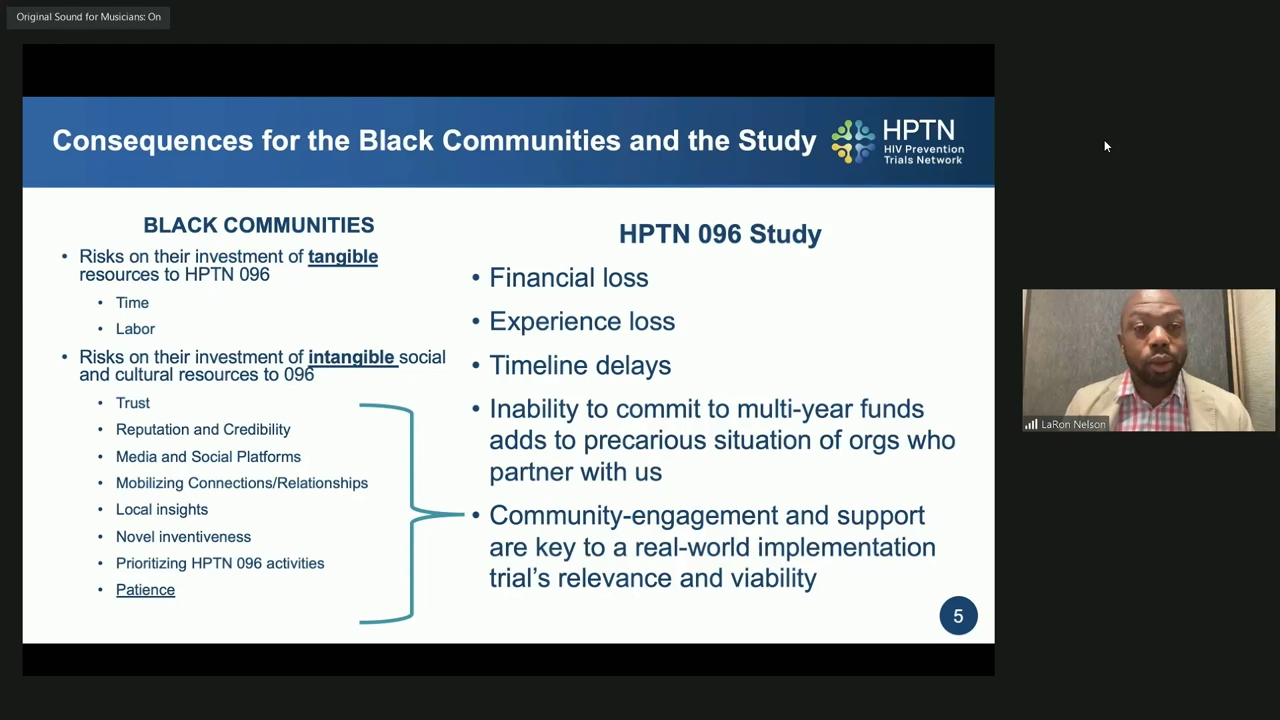 Original Sound for Musicians: On
Consequences for the Black Communities and the Study
HPTN
HIV Prevention
Trials Network
BLACK COMMUNITIES
• Risks on their investment of tangible
resources to HPTN 096
• Time
• Labor
• Risks on their investment of intangible social
and cultural resources to 096
• Trust
• Reputation and Credibility
• Media and Social Platforms
• Mobilizing Connections/Relationships
• Local insights
• Novel inventiveness
• Prioritizing HPTN 096 activities
• Patience
HPTN 096 Study
• Financial loss
• Experience loss
• Timeline delays
• Inability to commit to multi-year funds
adds to precarious situation of orgs who
partner with us
• Community-engagement and support
are key to a real-world implementation
trial's relevance and viability
5
LaRon Nelson